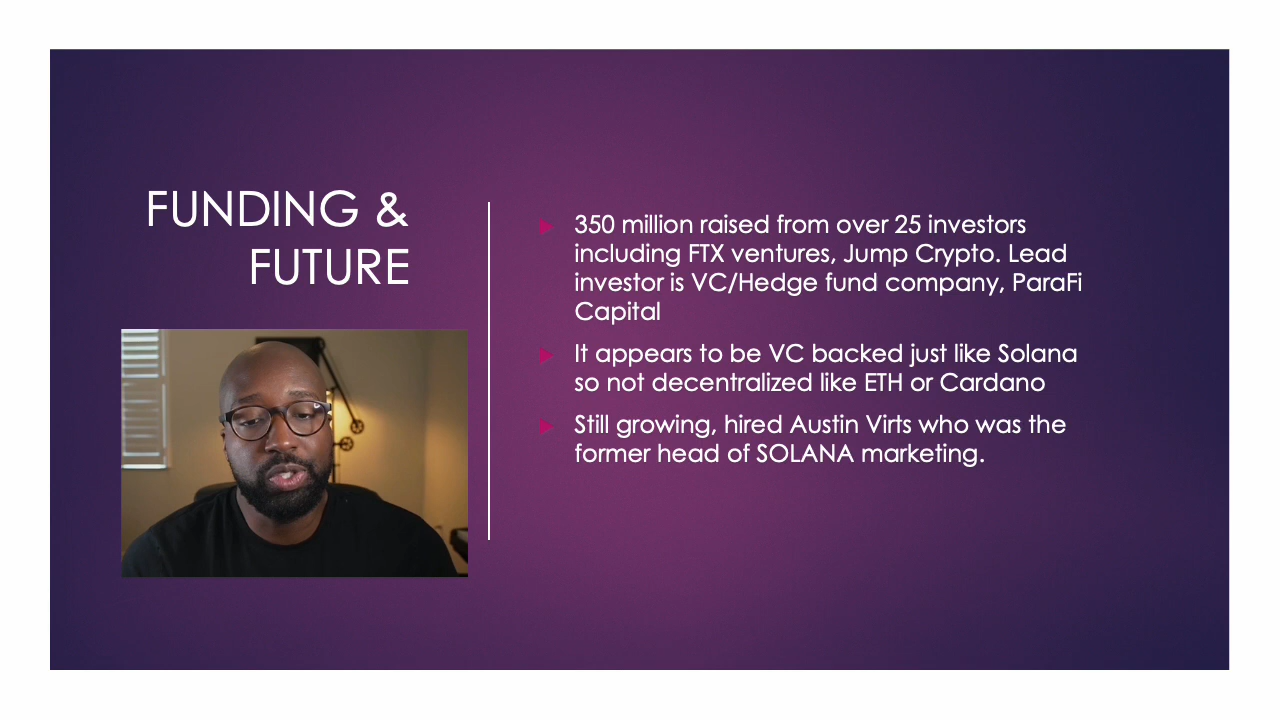 FUNDING &
FUTURE
350 million raised from over 25 investors
including FTX ventures, Jump Crypto. Lead
investor is VC/Hedge fund company, ParaFi
Capital
It appears to be VC backed just like Solana
so not decentralized like ETH or Cardano
Still growing, hired Austin Virts who was the
former head of SOLANA marketing.